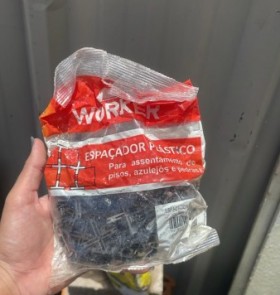 WORKER
ESPAÇADOR PLÁSTICO
Para assentamento de
pisos, azulejos e